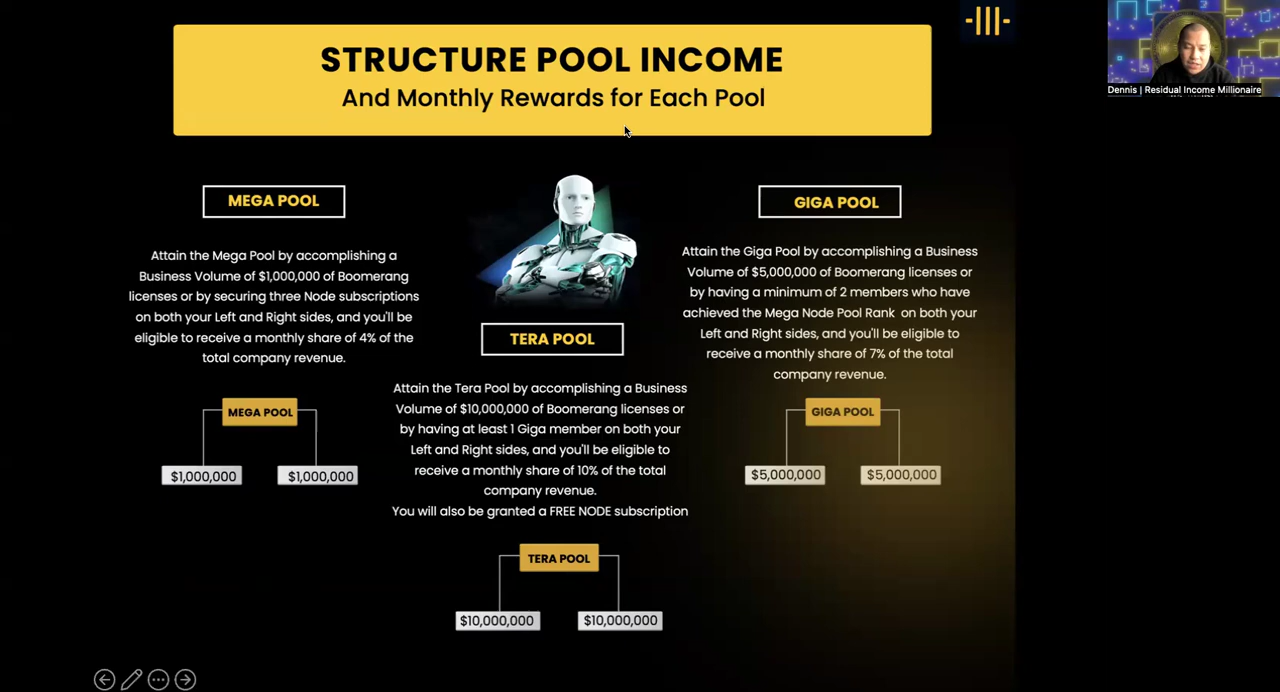 STRUCTURE POOL INCOME
And Monthly Rewards for Each Pool
Dennis | Residual Income Millionaire
MEGA POOL
Attain the Mega Pool by accomplishing a
Business Volume of $1,000,000 of Boomerang
licenses or by securing three Node subscriptions
on both your Left and Right sides, and you'll be
eligible to receive a monthly share of 4% of the
total company revenue.
MEGA POOL
$1,000,000
$1,000,000
TERA POOL
Attain the Tera Pool by accomplishing a Business
Volume of $10,000,000 of Boomerang licenses or
by having at least 1 Giga member on both your
Left and Right sides, and you'll be eligible to
receive a monthly share of 10% of the total
company revenue.
You will also be granted a FREE NODE subscription
TERA POOL
$10,000,000
$10,000,000
GIGA POOL
Attain the Giga Pool by accomplishing a Business
Volume of $5,000,000 of Boomerang licenses or
by having a minimum of 2 members who have
achieved the Mega Node Pool Rank on both your
Left and Right sides, and you'll be eligible to
receive a monthly share of 7% of the total
company revenue.
GIGA POOL
$5,000,000
$5,000,000